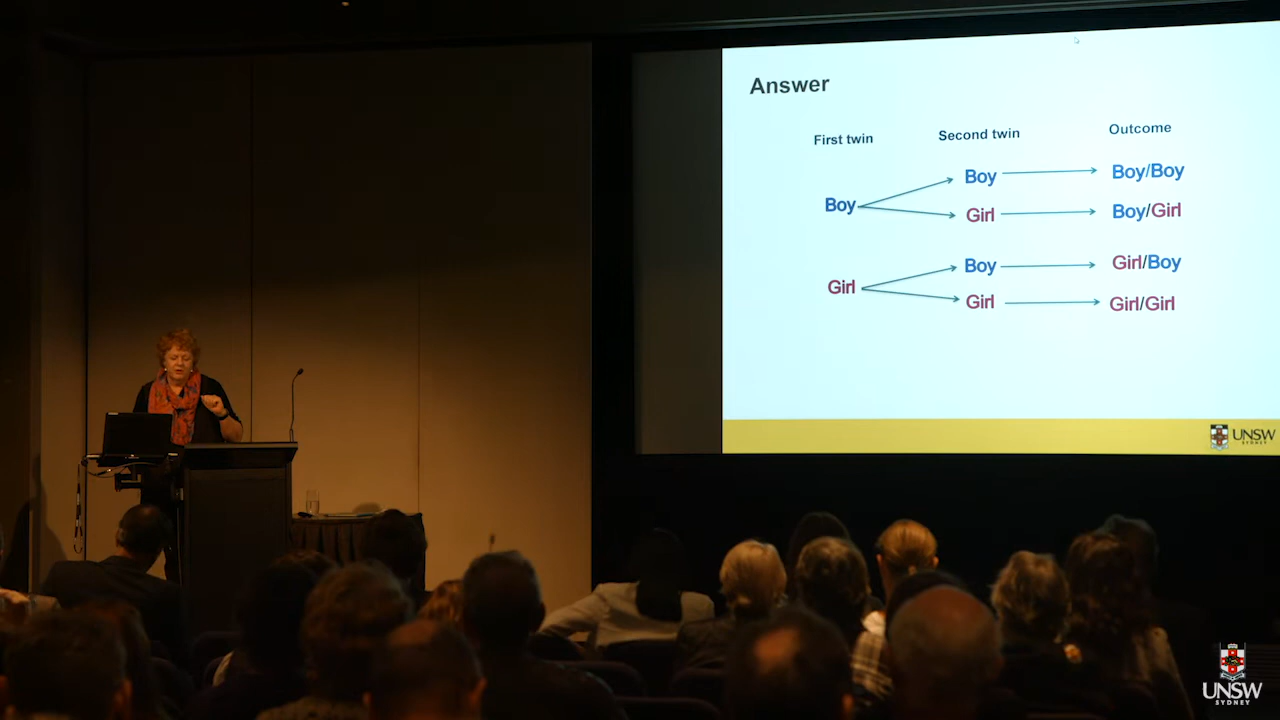 Answer
First twin Second twin Outcome
Boy Boy Boy/Boy
Girl Boy/Girl
Girl Boy Girl/Boy
Girl Girl/Girl
UNSW
SYDNEY
UNSW
SYDNEY